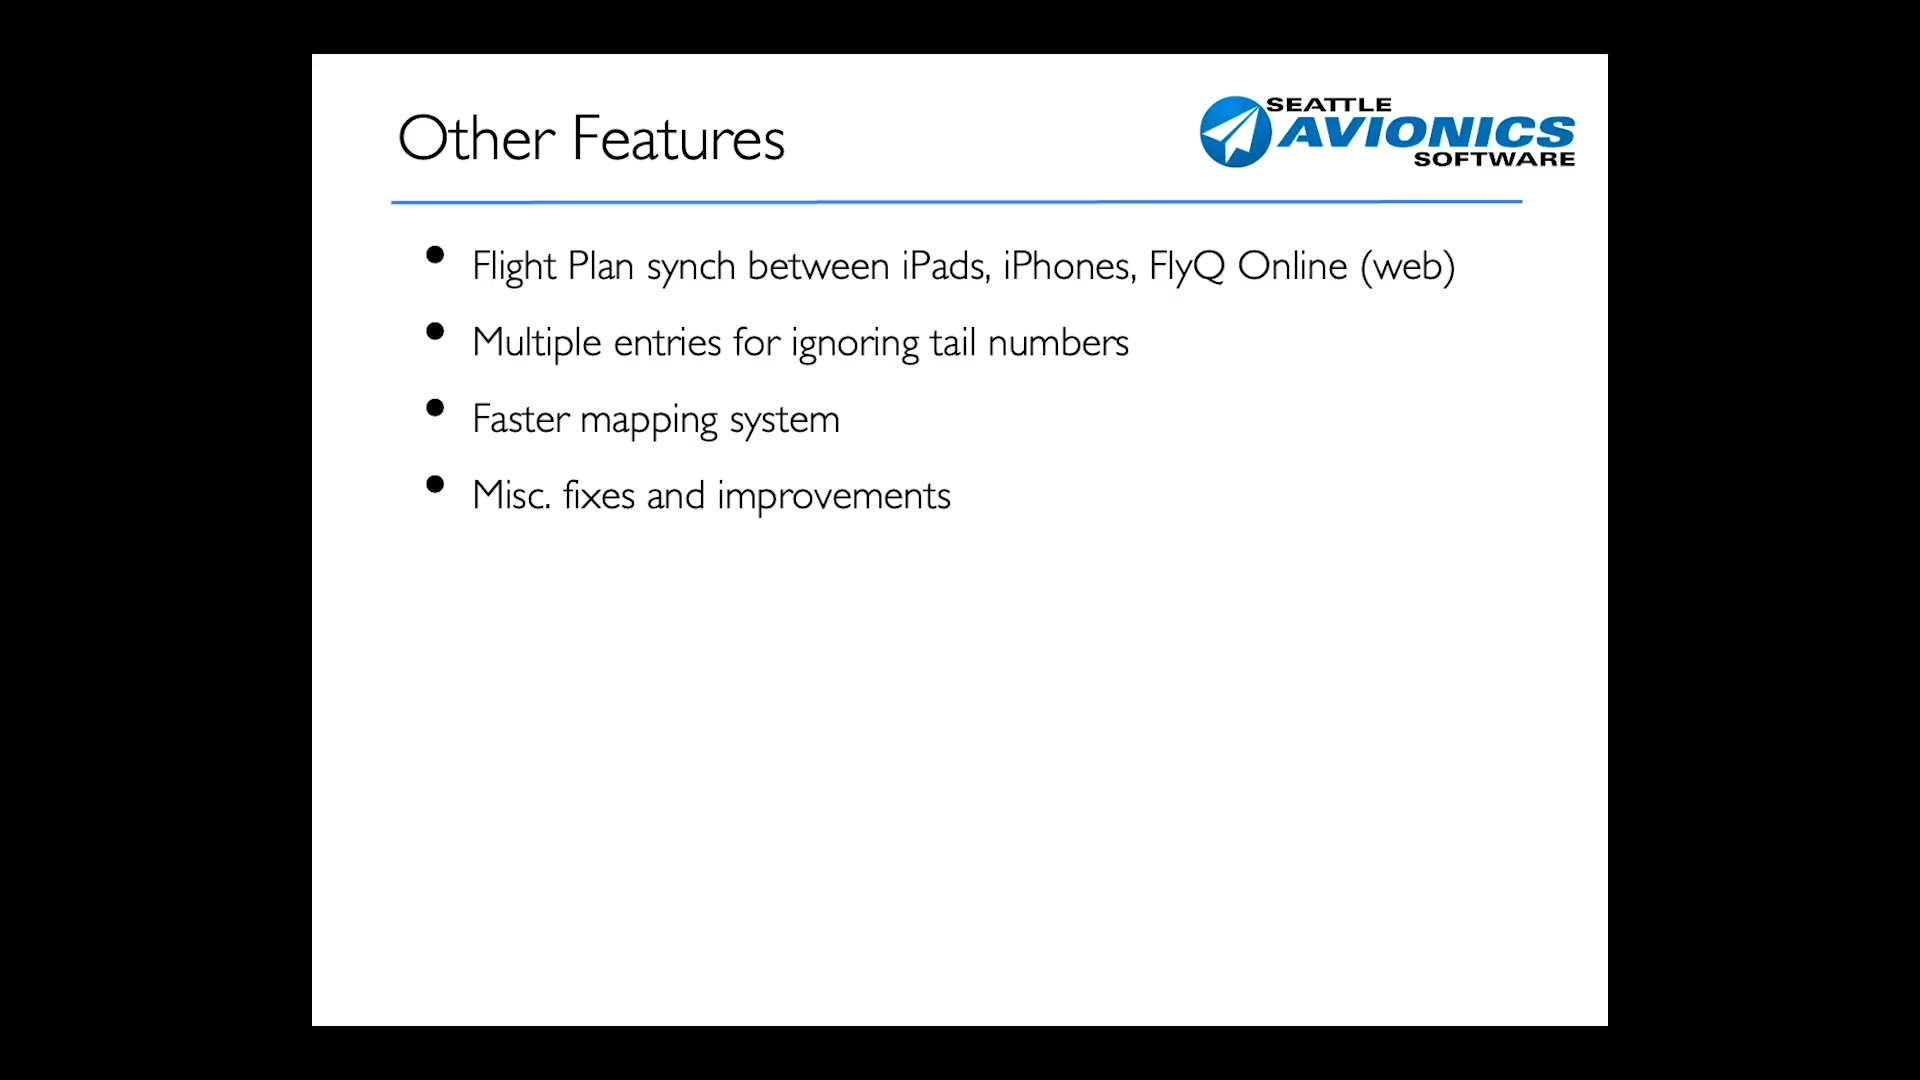 Other Features
SEATTLE
AVIONICS
SOFTWARE
• Flight Plan synch between iPads, iPhones, FlyQ Online (web)
• Multiple entries for ignoring tail numbers
• Faster mapping system
• Misc. fixes and improvements